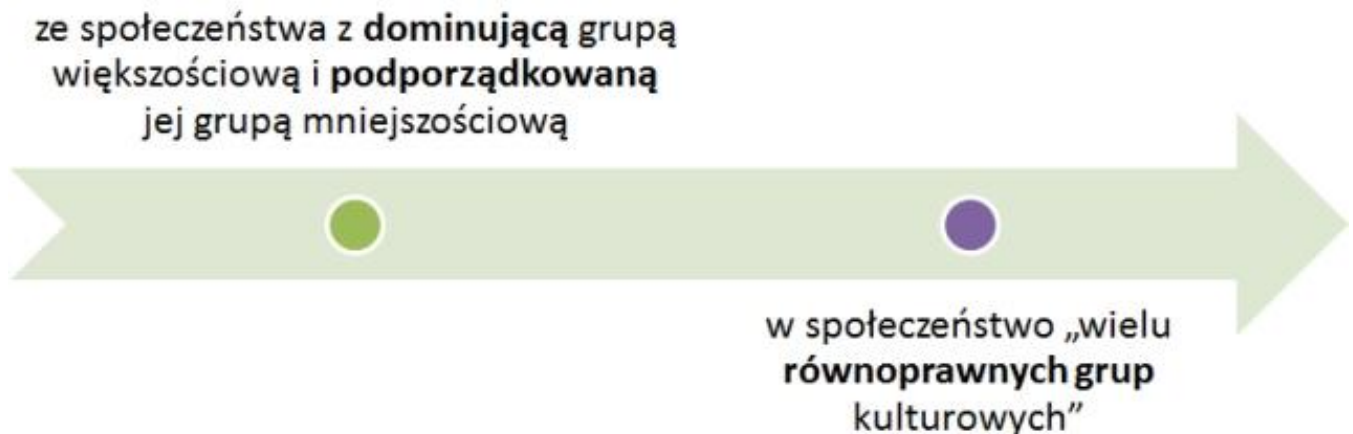 ze społeczeństwa z dominującą grupą
większościową i podporządkowaną
jej grupą mniejszościową
w społeczeństwo „wielu
równoprawnych grup
kulturowych”